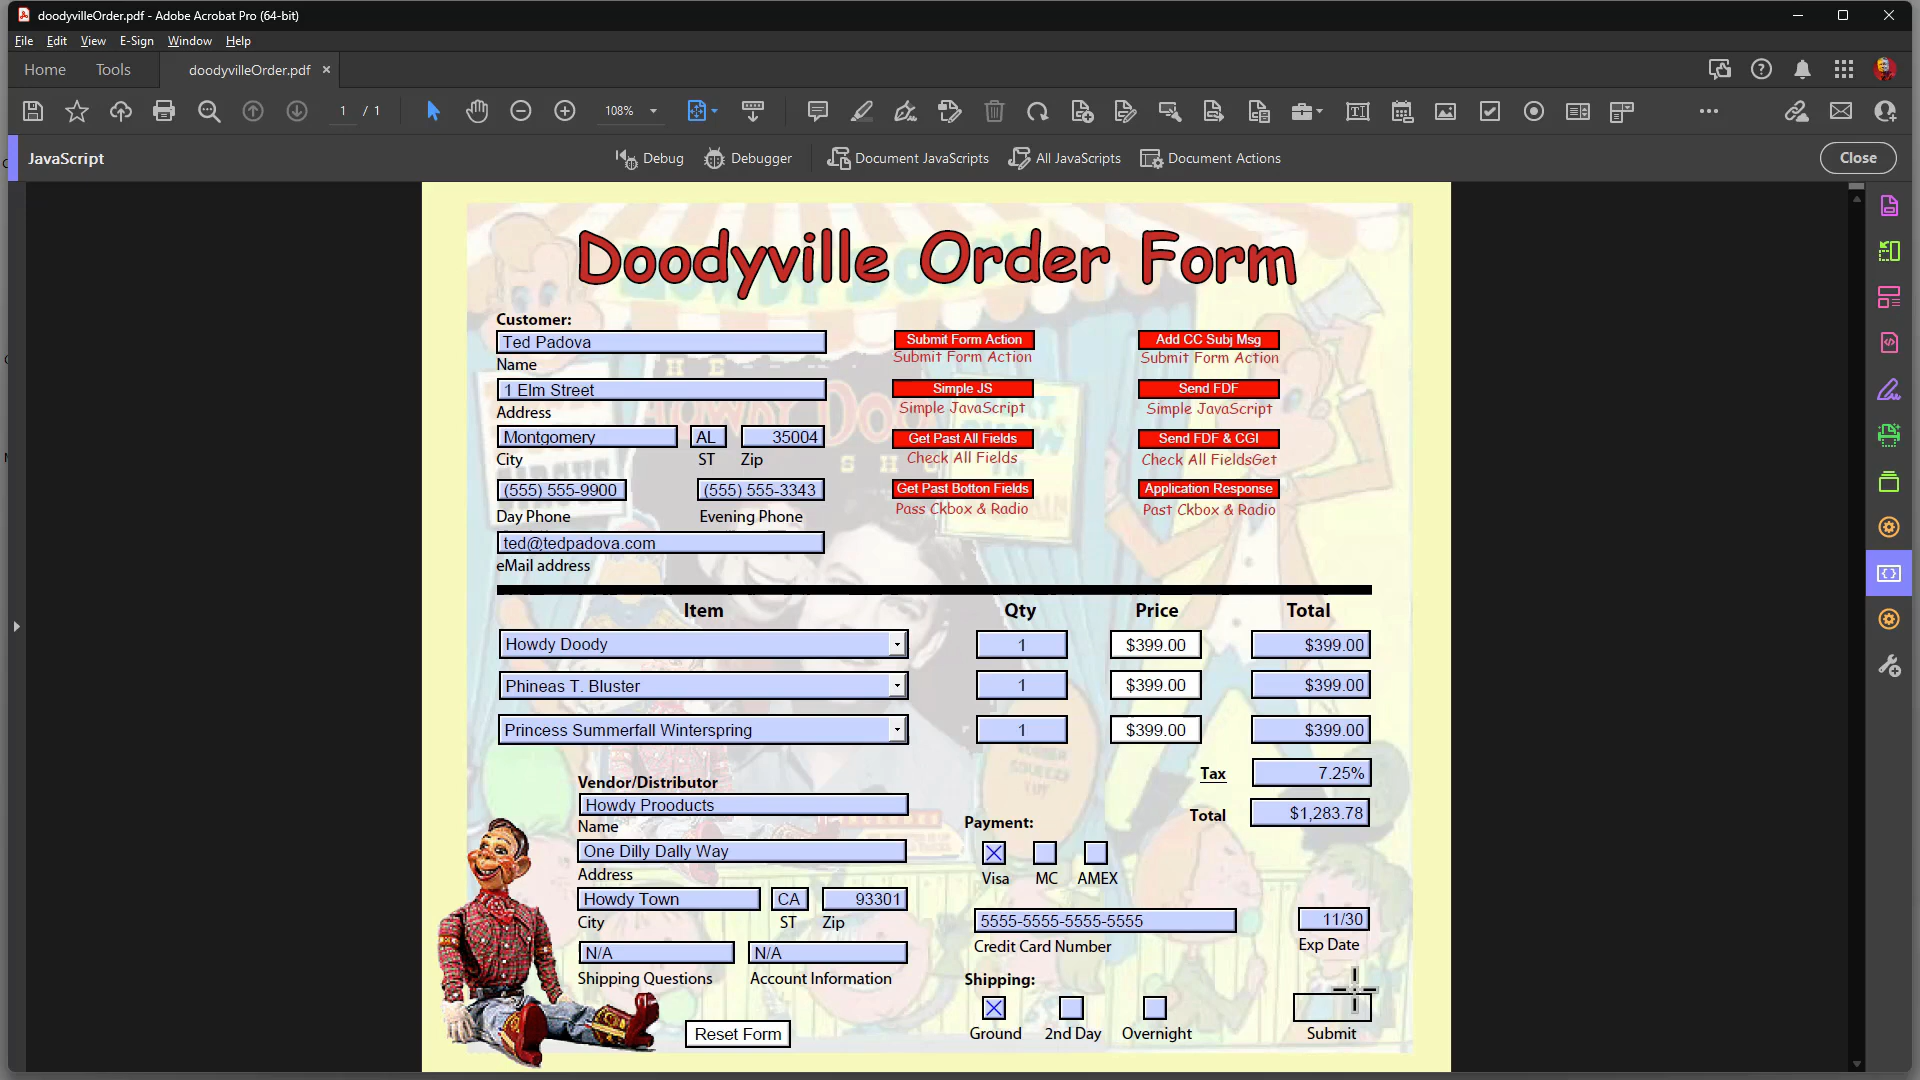 doodyvilleOrder.pdf - Adobe Acrobat Pro (64-bit)
File Edit View E-Sign Window Help
Home Tools doodyvilleOrder.pdf
1 / 1 108%
JavaScript Debug Debugger Document JavaScripts All JavaScripts Document Actions Close
Doodyville Order Form
Customer:
Ted Padova
Name
1 Elm Street
Address
Montgomery AL 35004
City ST Zip
(555) 555-9900 (555) 555-3343
Day Phone Evening Phone
ted@tedpadova.com
eMail address
Submit Form Action Add CC Subj Msg
Submit Form Action Submit Form Action
Simple JS Send FDF
Simple JavaScript Simple JavaScript
Get Past All Fields Send FDF & CGI
Check All Fields Check All FieldsGet
Get Past Botton Fields Application Response
Pass Ckbox & Radio Past Ckbox & Radio
Item Qty Price Total
Howdy Doody 1 $399.00 $399.00
Phineas T. Bluster 1 $399.00 $399.00
Princess Summerfall Winterspring 1 $399.00 $399.00
Tax 7.25%
Total $1,283.78
Vendor/Distributor
Howdy Prooducts
Name
One Dilly Dally Way
Address
Howdy Town CA 93301
City ST Zip
N/A N/A
Shipping Questions Account Information
Reset Form
Payment:
Visa MC AMEX
5555-5555-5555-5555 11/30
Credit Card Number Exp Date
Shipping:
Ground 2nd Day Overnight Submit